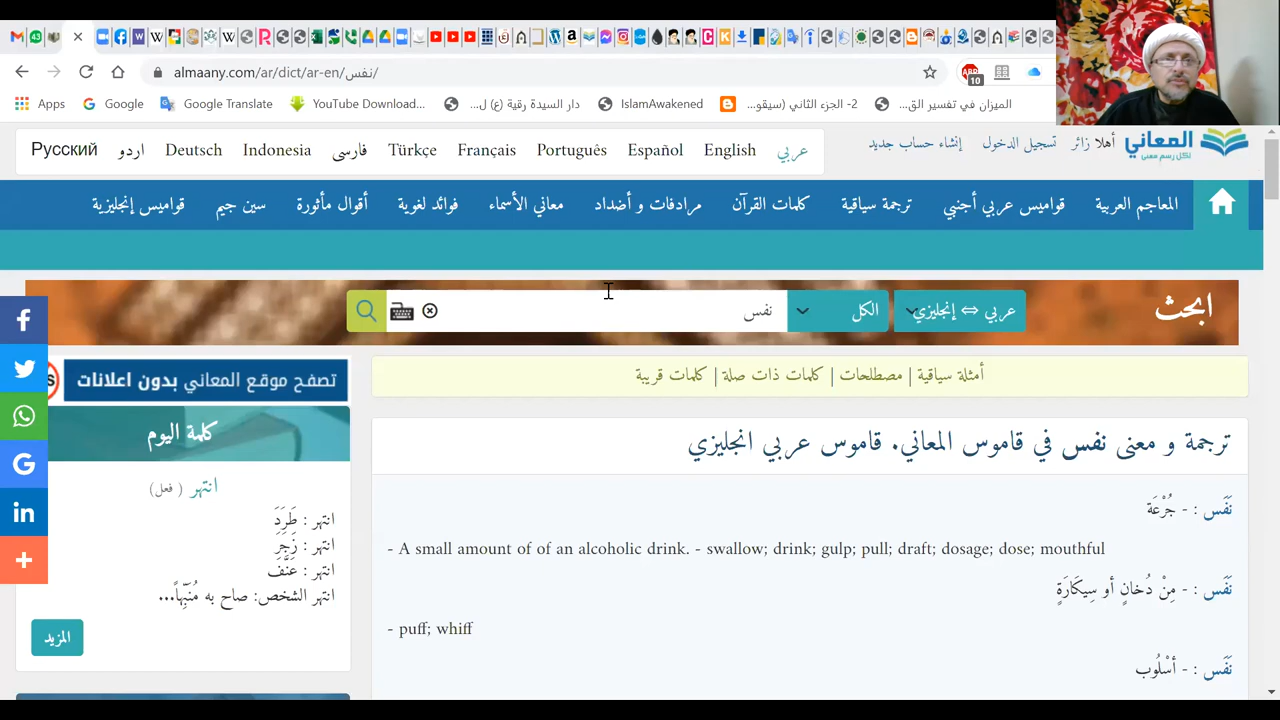 43
almaany.com/ar/dict/ar-en/نفس/
ABP
10
Apps
Google
Google Translate
YouTube Download...
دار السيدة رقية (ع) ل...
IslamAwakened
2- الجزء الثاني (سيقو...
الميزان في تفسير الق...
عربي English Español Português Français Türkçe فارسی Indonesia Deutsch اردو Русский
المعاني
لكل رسم معنى
أهلا زائر تسجيل الدخول إنشاء حساب جديد
المعاجم العربية قواميس عربي أجنبي ترجمة سياقية كلمات القرآن مرادفات و أضداد معاني الأسماء فوائد لغوية أقوال مأثورة سين جيم قواميس إنجليزية
ابحث
عربي ⇔ إنجليزي
الكل
نفس
أمثلة سياقية | مصطلحات | كلمات ذات صلة | كلمات قريبة
ترجمة و معنى نفس في قاموس المعاني. قاموس عربي انجليزي
نَفَس : - جُرْعَة
- A small amount of of an alcoholic drink. - swallow; drink; gulp; pull; draft; dosage; dose; mouthful
نَفَس : - مِنْ دُخانٍ أو سِيكَارَةٍ
- puff; whiff
نَفَس : - أسْلُوب
تصفح موقع المعاني بدون اعلانات
كلمة اليوم
انتهر ( فعل)
انتهر : طَرَدَ
انتهر : زَجَرَ
انتهر : عَنَّفَ
انتهر الشخص: صاح به مُنَبِّهاً...
المزيد